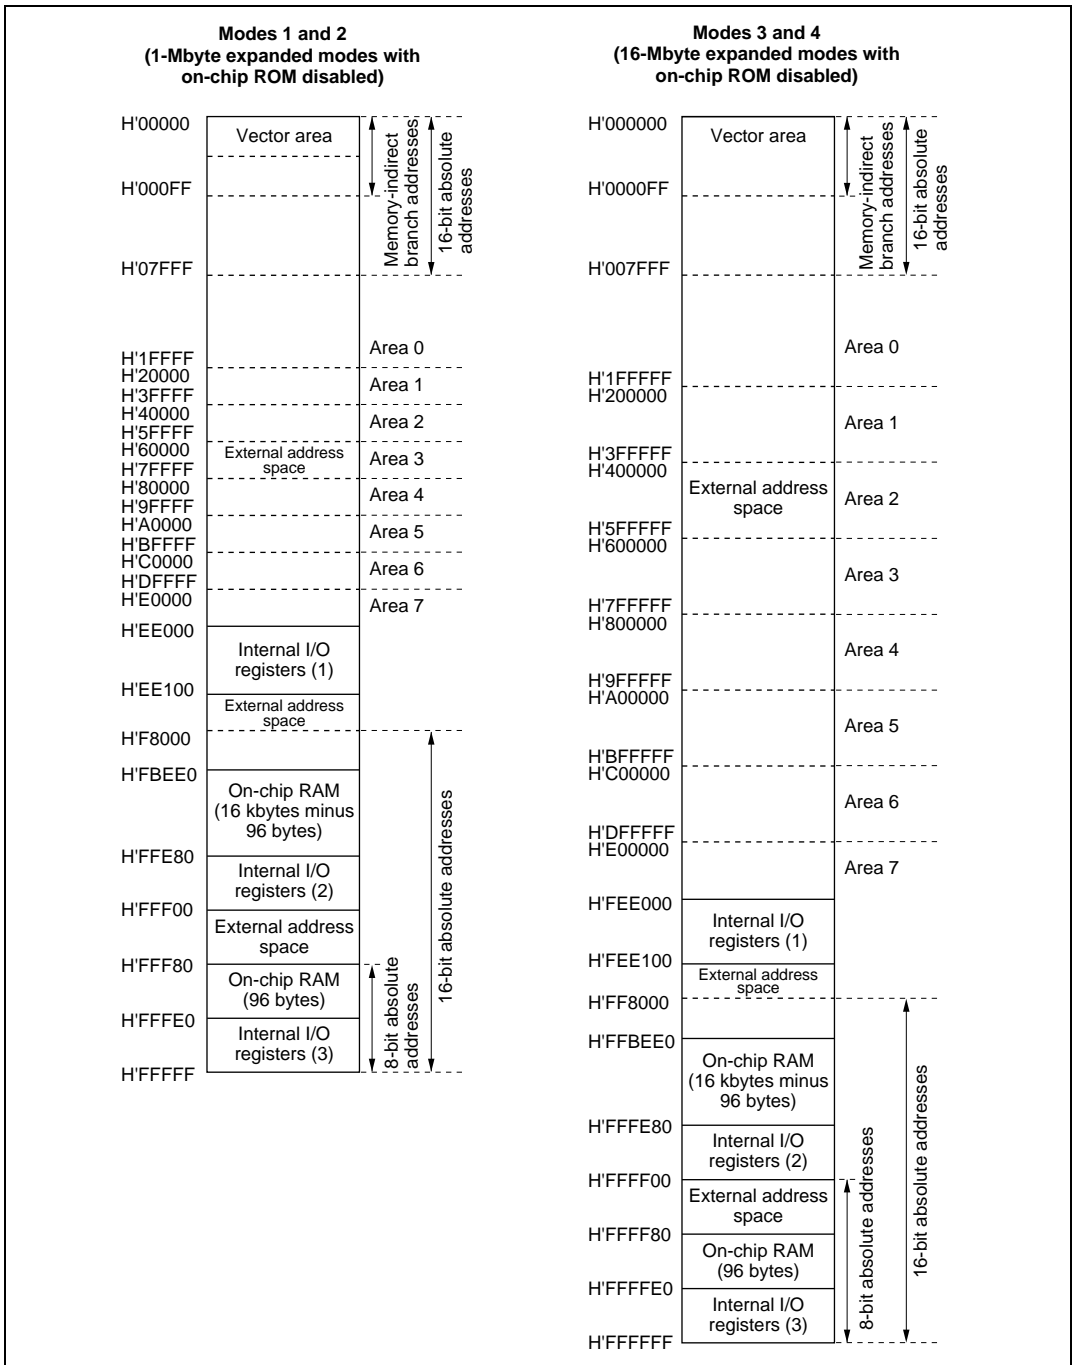 Modes 1 and 2
(1-Mbyte expanded modes with
on-chip ROM disabled)
H'00000
Vector area
H'000FF
H'07FFF
Memory-indirect
branch addresses
16-bit absolute
addresses
Area 0
H'1FFFF
H'20000
Area 1
H'3FFFF
H'40000
Area 2
H'5FFFF
H'60000
External address
space
Area 3
H'7FFFF
H'80000
Area 4
H'9FFFF
H'A0000
Area 5
H'BFFFF
H'C0000
Area 6
H'DFFFF
H'E0000
Area 7
H'EE000
Internal I/O
registers (1)
H'EE100
External address
space
H'F8000
H'FBEE0
On-chip RAM
(16 kbytes minus
96 bytes)
H'FFE80
Internal I/O
registers (2)
H'FFF00
External address
space
H'FFF80
On-chip RAM
(96 bytes)
H'FFFE0
Internal I/O
registers (3)
H'FFFFF
8-bit absolute
addresses
16-bit absolute addresses
Modes 3 and 4
(16-Mbyte expanded modes with
on-chip ROM disabled)
H'000000
Vector area
H'0000FF
H'007FFF
Memory-indirect
branch addresses
16-bit absolute
addresses
Area 0
H'1FFFFF
H'200000
Area 1
H'3FFFFF
H'400000
External address
space
Area 2
H'5FFFFF
H'600000
Area 3
H'7FFFFF
H'800000
Area 4
H'9FFFFF
H'A00000
Area 5
H'BFFFFF
H'C00000
Area 6
H'DFFFFF
H'E00000
Area 7
H'FEE000
Internal I/O
registers (1)
H'FEE100
External address
space
H'FF8000
H'FFBEE0
On-chip RAM
(16 kbytes minus
96 bytes)
H'FFFE80
Internal I/O
registers (2)
H'FFFF00
External address
space
H'FFFF80
On-chip RAM
(96 bytes)
H'FFFFE0
Internal I/O
registers (3)
H'FFFFFF
8-bit absolute addresses
16-bit absolute addresses